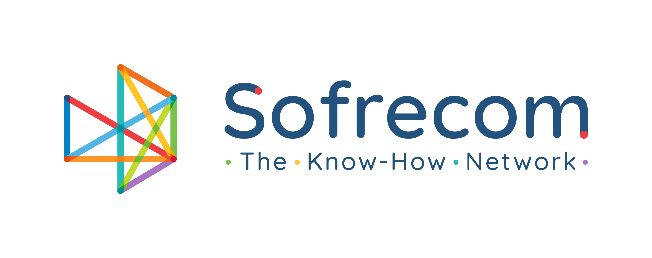 Sofrecom
• The • Know-How • Network •